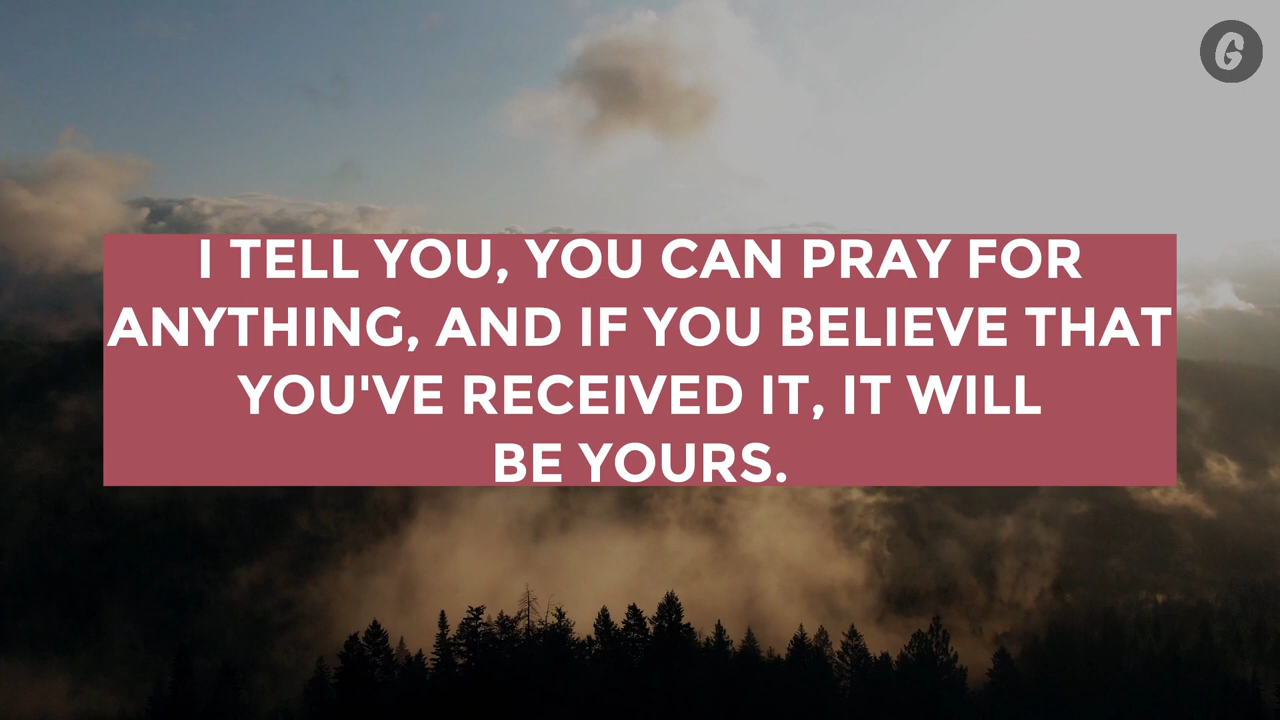 G
I TELL YOU, YOU CAN PRAY FOR
ANYTHING, AND IF YOU BELIEVE THAT
YOU'VE RECEIVED IT, IT WILL
BE YOURS.